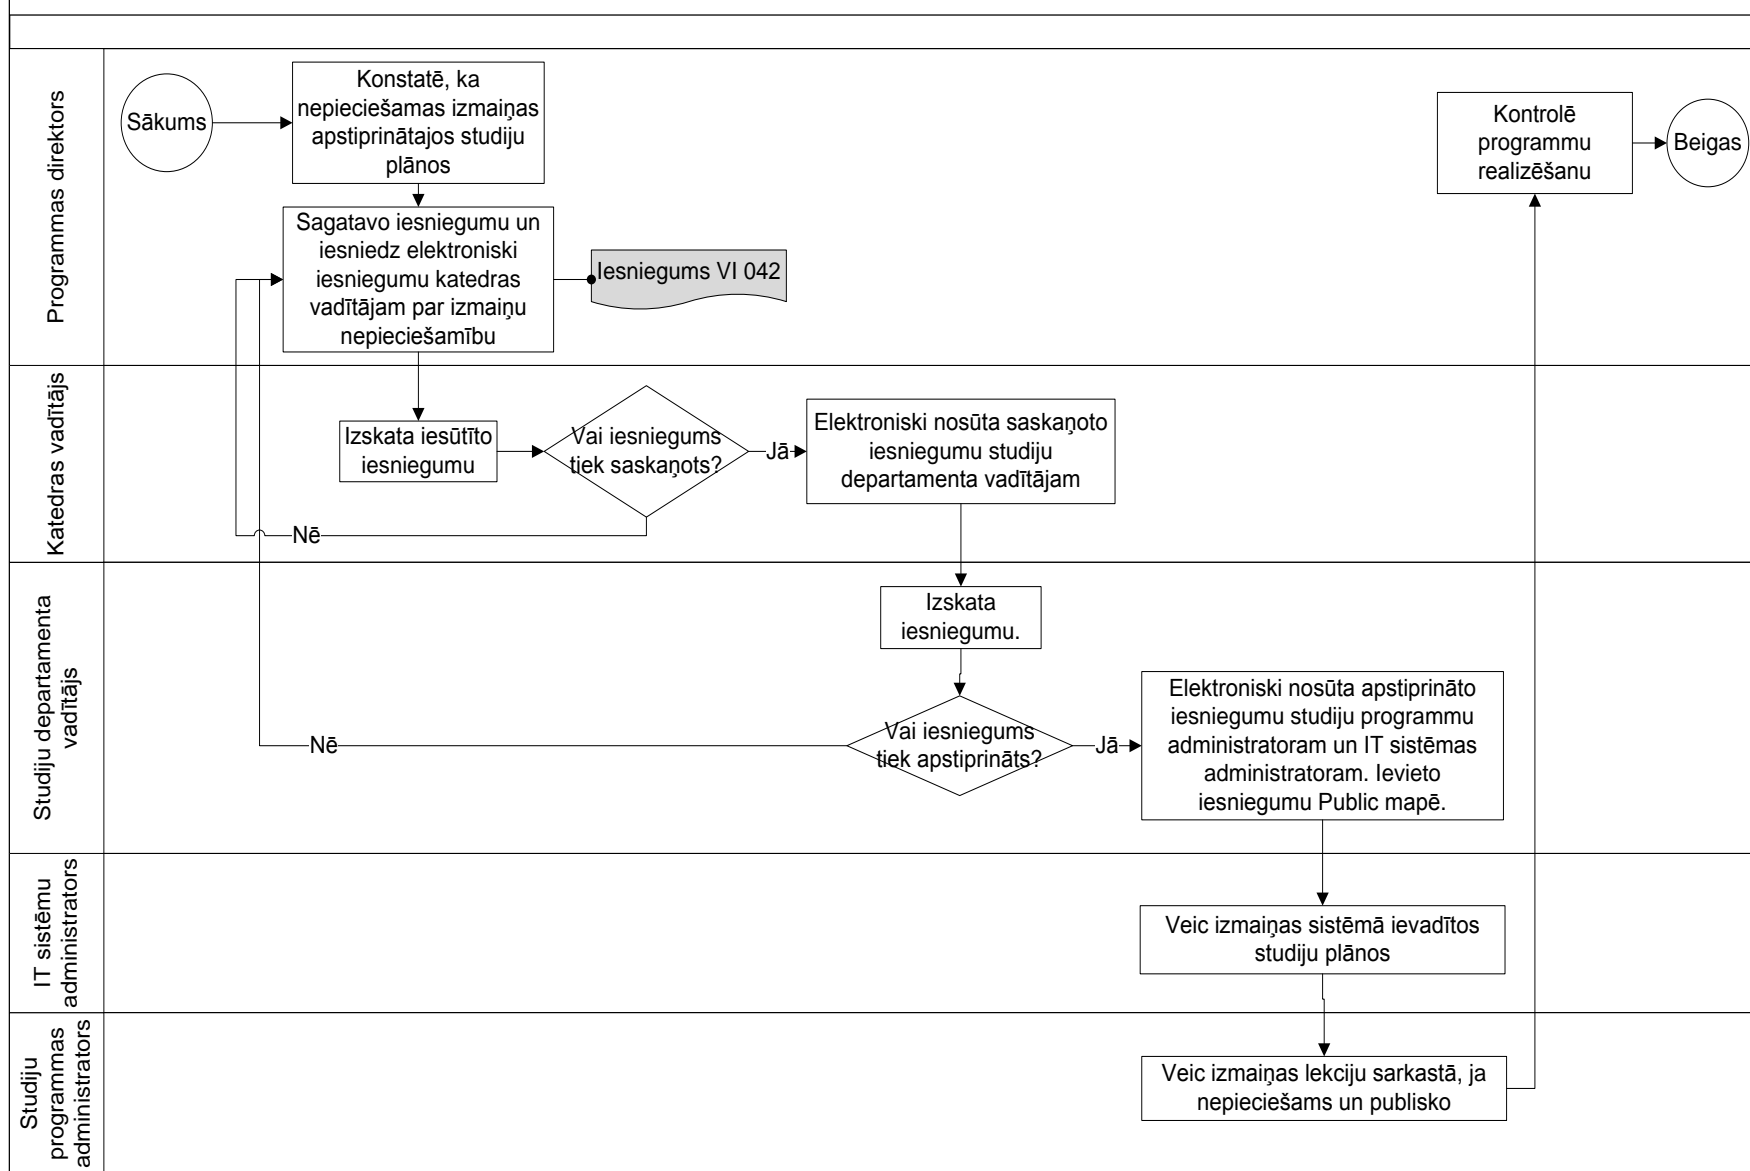 Programmas direktors
Sākums
Konstatē, ka
nepieciešamas izmaiņas
apstiprinātajos studiju
plānos
Kontrolē
programmu
realizēšanu
Beigas
Sagatavo iesniegumu un
iesniedz elektroniski
iesniegumu katedras
vadītājam par izmaiņu
nepieciešamību
Iesniegums VI 042
Katedras vadītājs
Izskata iesūtīto
iesniegumu
Vai iesniegums
tiek saskaņots?
Jā
Elektroniski nosūta saskaņoto
iesniegumu studiju
departamenta vadītājam
Nē
Studiju departamenta
vadītājs
Izskata
iesniegumu.
Vai iesniegums
tiek apstiprināts?
Nē
Jā
Elektroniski nosūta apstiprināto
iesniegumu studiju programmu
administratoram un IT sistēmas
administratoram. Ievieto
iesniegumu Public mapē.
IT sistēmu
administrators
Veic izmaiņas sistēmā ievadītos
studiju plānos
Studiju
programmas
administrators
Veic izmaiņas lekciju sarkastā, ja
nepieciešams un publisko